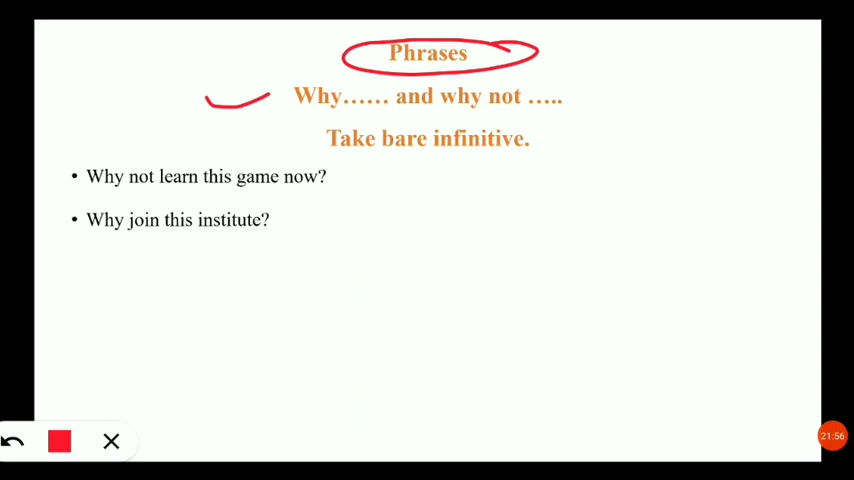 Phrases
Why…… and why not …..
Take bare infinitive.
• Why not learn this game now?
• Why join this institute?
21:56